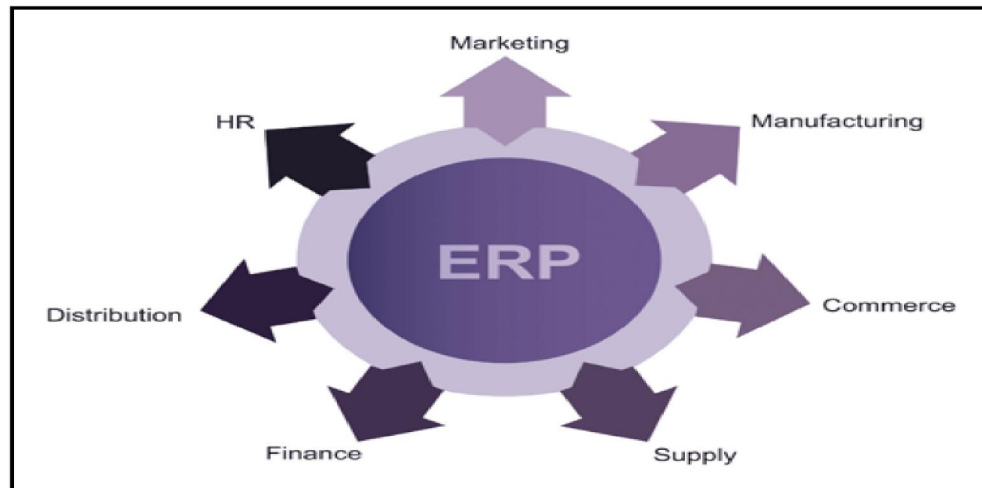 Marketing
HR
Manufacturing
ERP
Distribution
Commerce
Finance
Supply